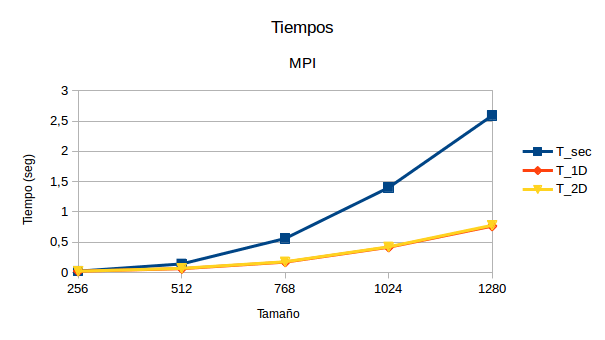 Tiempos
MPI
Tiempo (seg)
3
2,5
2
1,5
1
0,5
0
256 512 768 1024 1280
Tamaño
T_sec
T_1D
T_2D